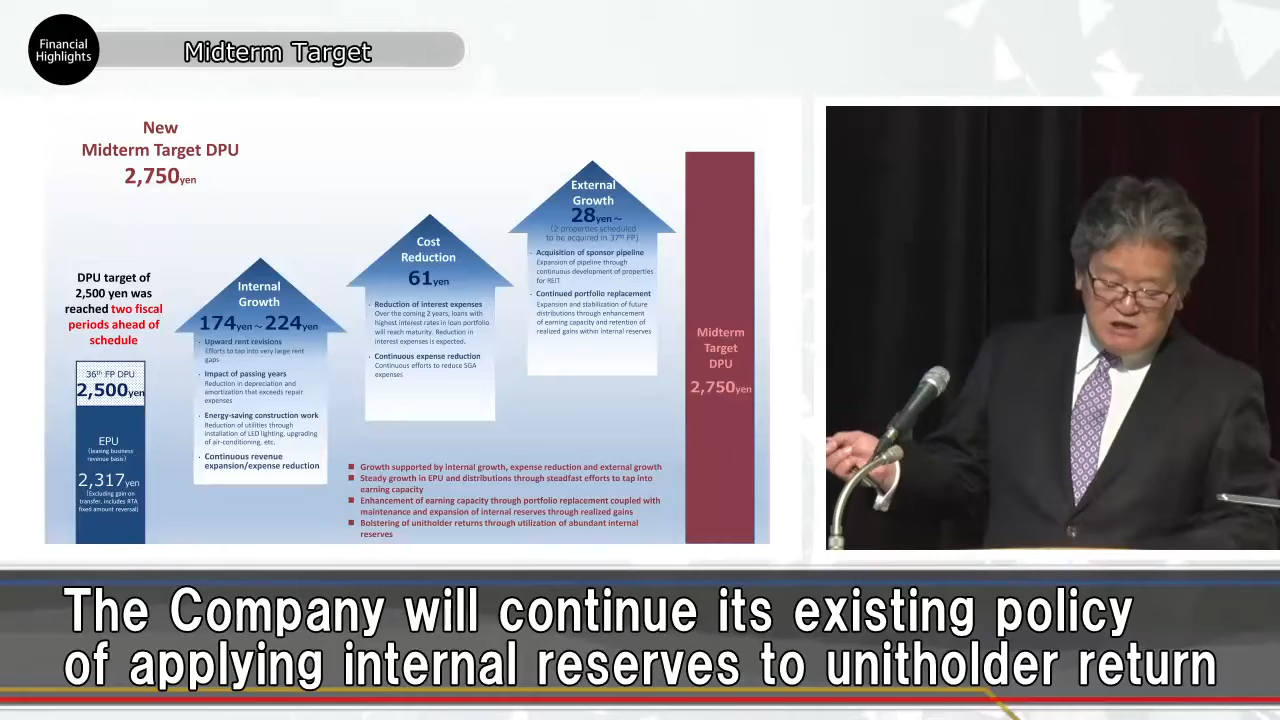 Financial
Highlights
Midterm Target
New
Midterm Target DPU
2,750yen
DPU target of
2,500 yen was
reached two fiscal
periods ahead of
schedule
36th FP DPU
2,500yen
EPU
(leasing business
revenue basis)
2,317yen
(Excluding gain on
transfer, includes RTA
fixed amount reversal)
Internal
Growth
174yen~224yen
· Upward rent revisions
Efforts to tap into very large rent
gaps
· Impact of passing years
Reduction in depreciation and
amortization that exceeds repair
expenses
· Energy-saving construction work
Reduction of utilities through
installation of LED lighting, upgrading
of air-conditioning, etc.
· Continuous revenue
expansion/expense reduction
Cost
Reduction
61yen
· Reduction of interest expenses
Over the coming 2 years, loans with
highest interest rates in loan portfolio
will reach maturity. Reduction in
interest expenses is expected.
· Continuous expense reduction
Continuous efforts to reduce SGA
expenses
External
Growth
28yen~
(2 properties scheduled
to be acquired in 37th FP)
· Acquisition of sponsor pipeline
Expansion of pipeline through
continuous development of properties
for REIT
· Continued portfolio replacement
Expansion and stabilization of future
distributions through enhancement
of earning capacity and retention of
realized gains within internal reserves
Midterm
Target
DPU
2,750yen
■ Growth supported by internal growth, expense reduction and external growth
■ Steady growth in EPU and distributions through steadfast efforts to tap into
earning capacity
■ Enhancement of earning capacity through portfolio replacement coupled with
maintenance and expansion of internal reserves through realized gains
■ Bolstering of unitholder returns through utilization of abundant internal
reserves
The Company will continue its existing policy
of applying internal reserves to unitholder return